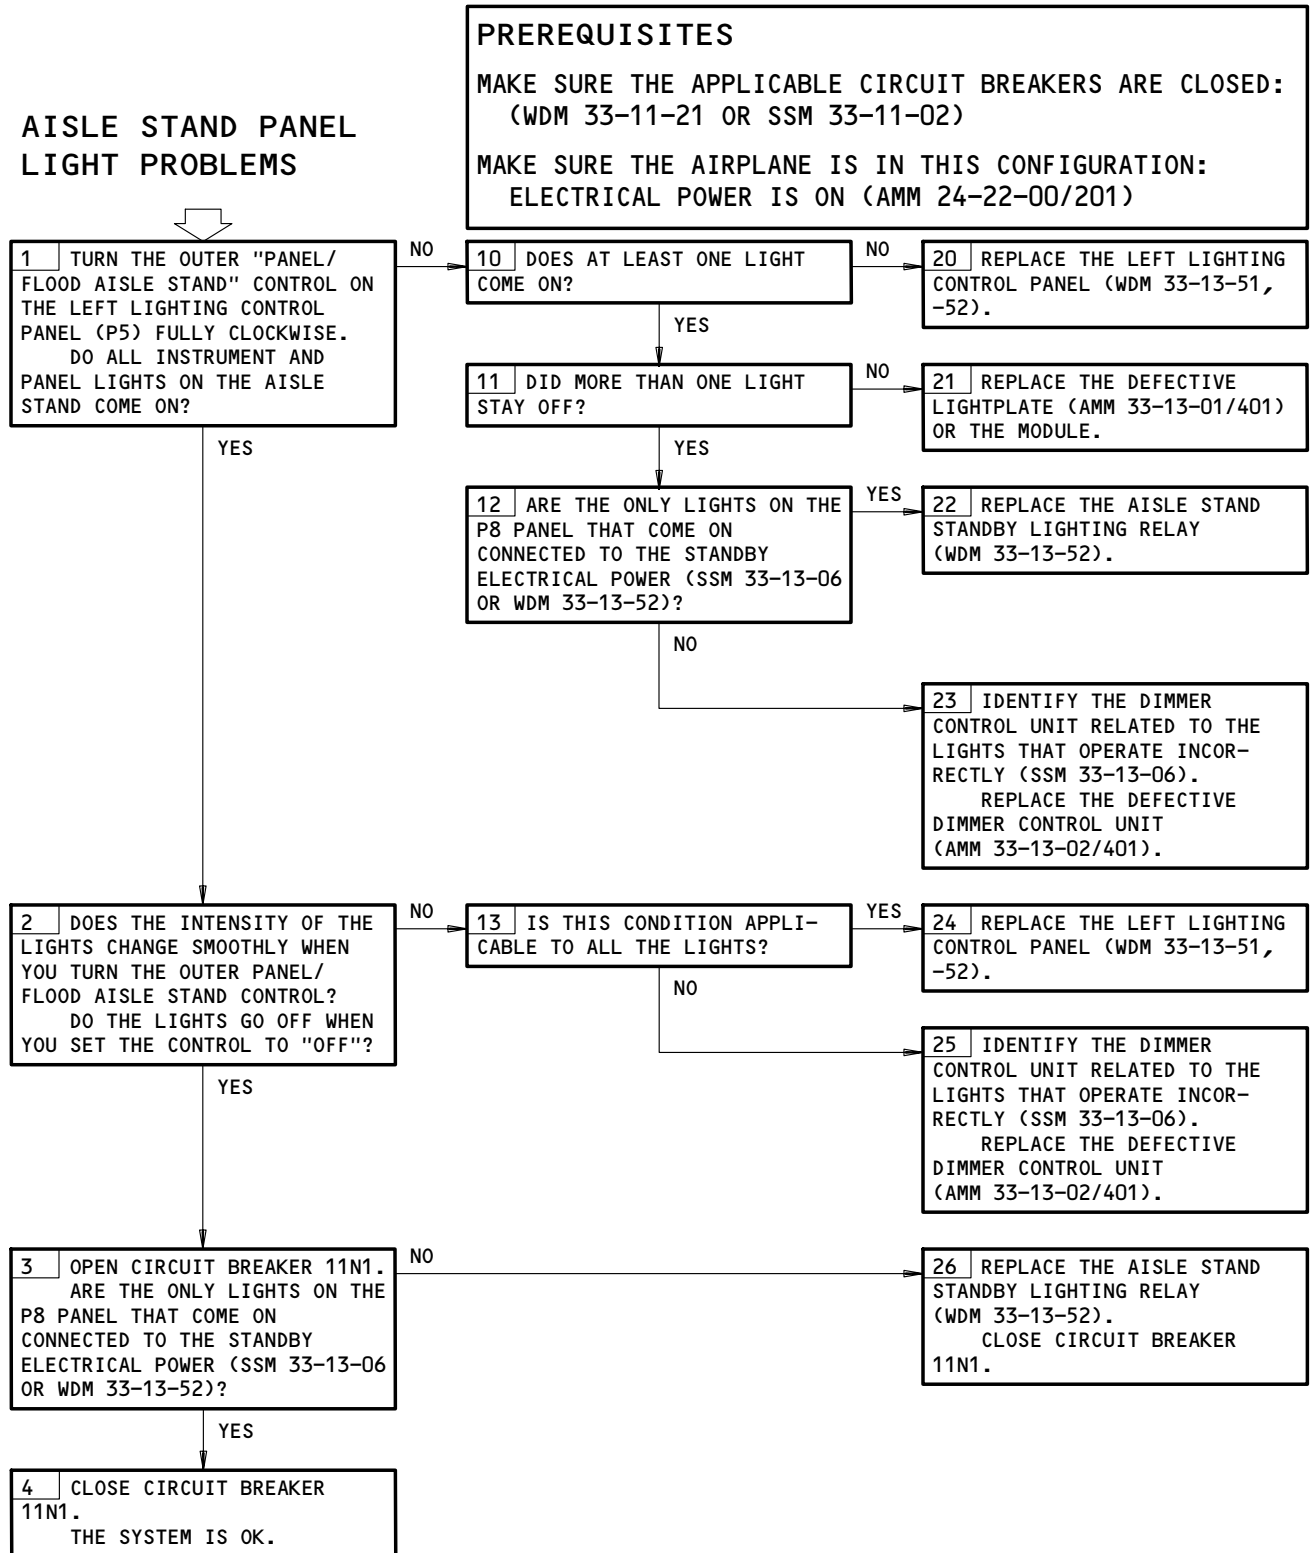 PREREQUISITES
MAKE SURE THE APPLICABLE CIRCUIT BREAKERS ARE CLOSED:
(WDM 33-11-21 OR SSM 33-11-02)
MAKE SURE THE AIRPLANE IS IN THIS CONFIGURATION:
ELECTRICAL POWER IS ON (AMM 24-22-00/201)
AISLE STAND PANEL
LIGHT PROBLEMS
1 TURN THE OUTER "PANEL/
FLOOD AISLE STAND" CONTROL ON
THE LEFT LIGHTING CONTROL
PANEL (P5) FULLY CLOCKWISE.
DO ALL INSTRUMENT AND
PANEL LIGHTS ON THE AISLE
STAND COME ON?
NO
YES
10 DOES AT LEAST ONE LIGHT
COME ON?
NO
YES
20 REPLACE THE LEFT LIGHTING
CONTROL PANEL (WDM 33-13-51,
-52).
11 DID MORE THAN ONE LIGHT
STAY OFF?
NO
YES
21 REPLACE THE DEFECTIVE
LIGHTPLATE (AMM 33-13-01/401)
OR THE MODULE.
12 ARE THE ONLY LIGHTS ON THE
P8 PANEL THAT COME ON
CONNECTED TO THE STANDBY
ELECTRICAL POWER (SSM 33-13-06
OR WDM 33-13-52)?
YES
NO
22 REPLACE THE AISLE STAND
STANDBY LIGHTING RELAY
(WDM 33-13-52).
23 IDENTIFY THE DIMMER
CONTROL UNIT RELATED TO THE
LIGHTS THAT OPERATE INCOR-
RECTLY (SSM 33-13-06).
REPLACE THE DEFECTIVE
DIMMER CONTROL UNIT
(AMM 33-13-02/401).
2 DOES THE INTENSITY OF THE
LIGHTS CHANGE SMOOTHLY WHEN
YOU TURN THE OUTER PANEL/
FLOOD AISLE STAND CONTROL?
DO THE LIGHTS GO OFF WHEN
YOU SET THE CONTROL TO "OFF"?
NO
YES
13 IS THIS CONDITION APPLI-
CABLE TO ALL THE LIGHTS?
YES
NO
24 REPLACE THE LEFT LIGHTING
CONTROL PANEL (WDM 33-13-51,
-52).
25 IDENTIFY THE DIMMER
CONTROL UNIT RELATED TO THE
LIGHTS THAT OPERATE INCOR-
RECTLY (SSM 33-13-06).
REPLACE THE DEFECTIVE
DIMMER CONTROL UNIT
(AMM 33-13-02/401).
3 OPEN CIRCUIT BREAKER 11N1.
ARE THE ONLY LIGHTS ON THE
P8 PANEL THAT COME ON
CONNECTED TO THE STANDBY
ELECTRICAL POWER (SSM 33-13-06
OR WDM 33-13-52)?
NO
YES
26 REPLACE THE AISLE STAND
STANDBY LIGHTING RELAY
(WDM 33-13-52).
CLOSE CIRCUIT BREAKER
11N1.
4 CLOSE CIRCUIT BREAKER
11N1.
THE SYSTEM IS OK.